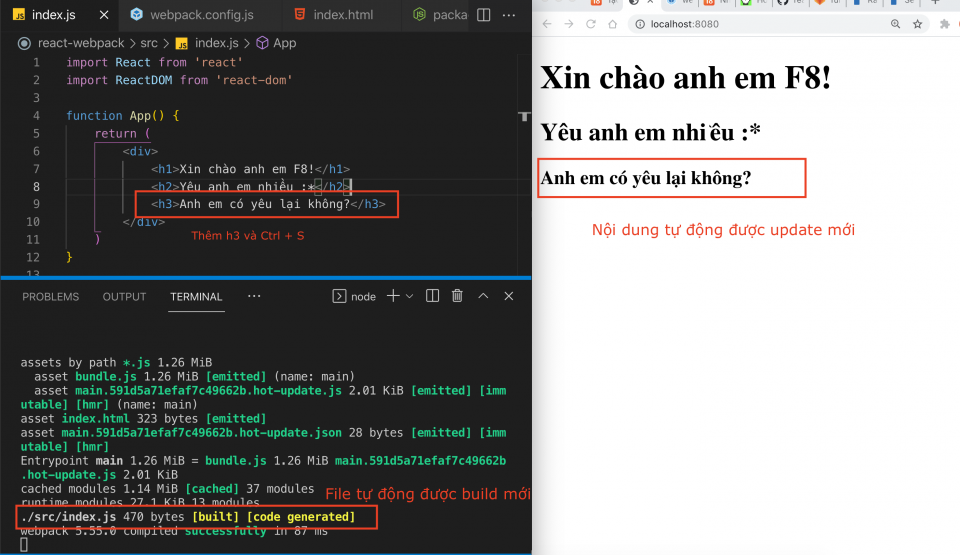 index.js
webpack.config.js
index.html
packa
react-webpack > src > index.js > App
1 import React from 'react'
2 import ReactDOM from 'react-dom'
3
4 function App() {
5 return (
6 <div>
7 <h1>Xin chào anh em F8!</h1>
8 <h2>Yêu anh em nhiều :*</h2>
9 <h3>Anh em có yêu lại không?</h3>
10 </div>
11 )
12 }
13
Thêm h3 và Ctrl + S
PROBLEMS OUTPUT TERMINAL ... node
assets by path *.js 1.26 MiB
asset bundle.js 1.26 MiB [emitted] (name: main)
asset main.591d5a71efaf7c49662b.hot-update.js 2.01 KiB [emitted] [imm
utable] [hmr] (name: main)
asset index.html 323 bytes [emitted]
asset main.591d5a71efaf7c49662b.hot-update.json 28 bytes [emitted] [imm
utable] [hmr]
Entrypoint main 1.26 MiB = bundle.js 1.26 MiB main.591d5a71efaf7c49662b
.hot-update.js 2.01 KiB
cached modules 1.14 MiB [cached] 37 modules
runtime modules 27.1 KiB 13 modules
./src/index.js 470 bytes [built] [code generated]
webpack 5.55.0 compiled successfully in 87 ms
File tự động được build mới
localhost:8080
Xin chào anh em F8!
Yêu anh em nhiều :*
Anh em có yêu lại không?
Nội dung tự động được update mới